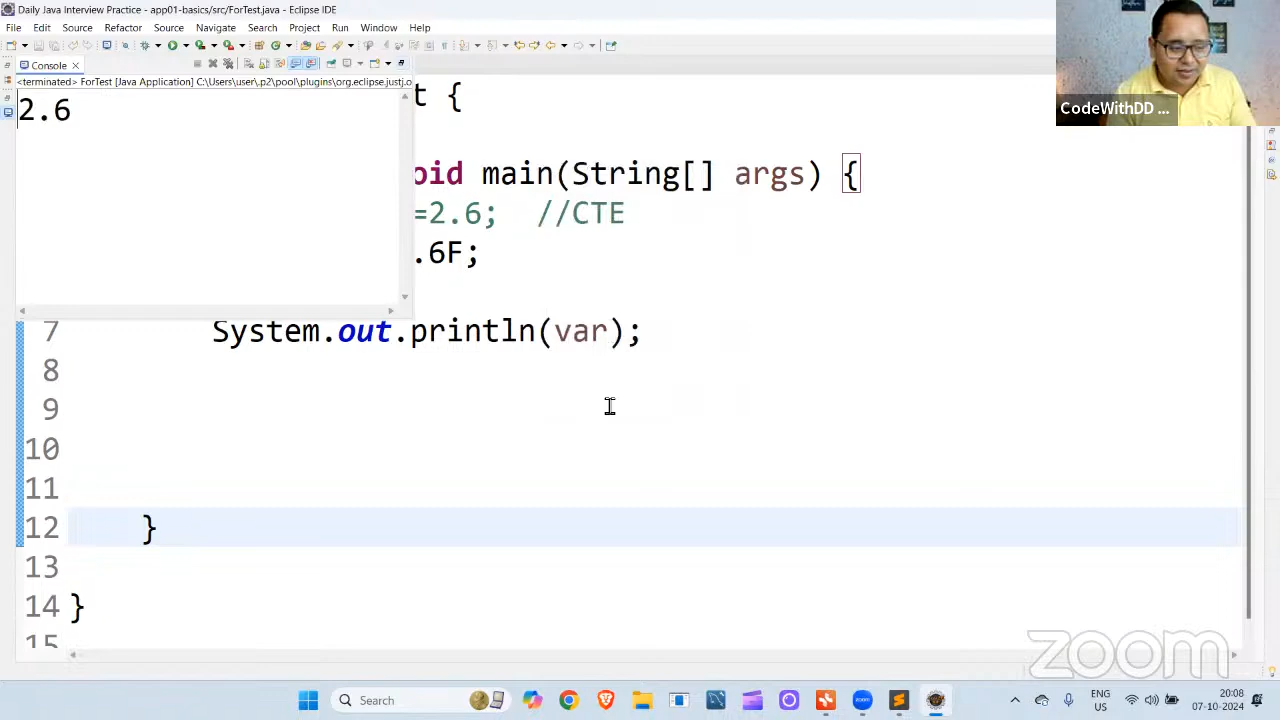 Daily Java Interview Practice - app01-basics/src/ForTest.java - Eclipse IDE
File Edit Source Refactor Navigate Search Project Run Window Help
Console
<terminated> ForTest [Java Application] C:\Users\user\.p2\pool\plugins\org.eclipse.justj.o
2.6
t {
oid main(String[] args) {
=2.6; //CTE
.6F;
7 System.out.println(var);
8
9
10
11
12 }
13
14 }
15
CodeWithDD ...
zoom
Search
ENG
US
20:08
07-10-2024